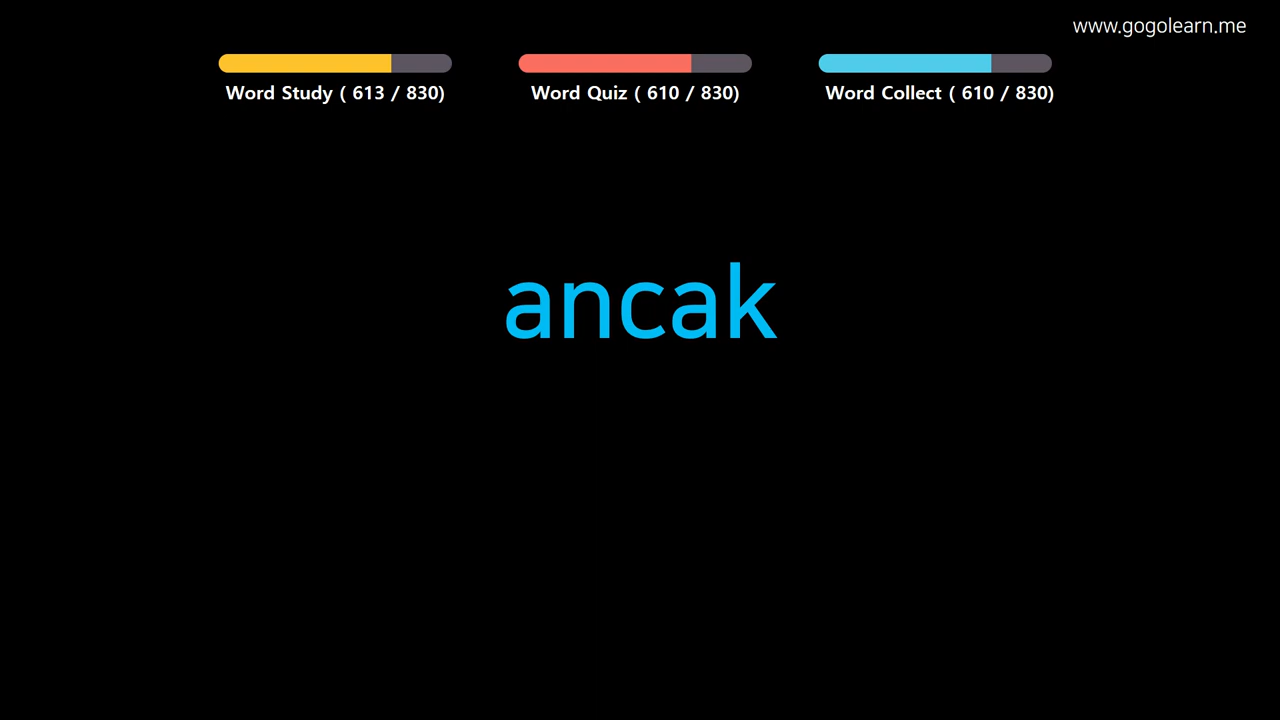 www.gogolearn.me
Word Study ( 613 / 830) Word Quiz ( 610 / 830) Word Collect ( 610 / 830)
ancak